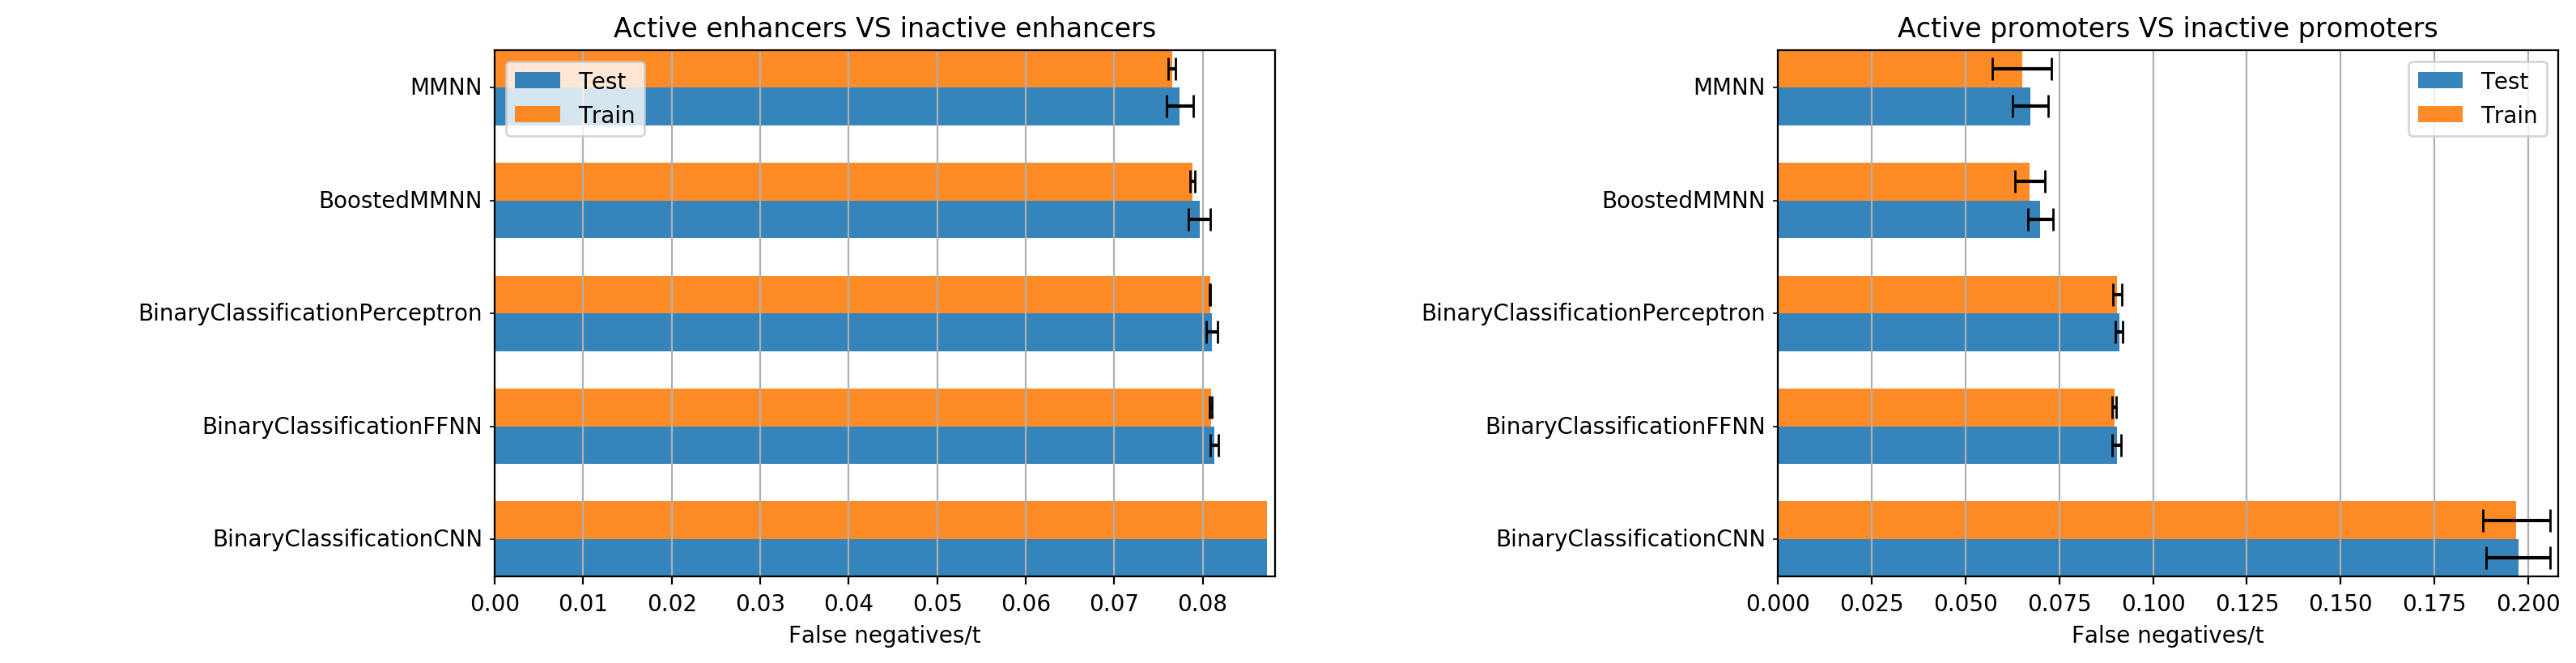 Active enhancers VS inactive enhancers
MMNN
BoostedMMNN
BinaryClassificationPerceptron
BinaryClassificationFFNN
BinaryClassificationCNN
Test
Train
0.00 0.01 0.02 0.03 0.04 0.05 0.06 0.07 0.08
False negatives/t
Active promoters VS inactive promoters
MMNN
BoostedMMNN
BinaryClassificationPerceptron
BinaryClassificationFFNN
BinaryClassificationCNN
Test
Train
0.000 0.025 0.050 0.075 0.100 0.125 0.150 0.175 0.200
False negatives/t